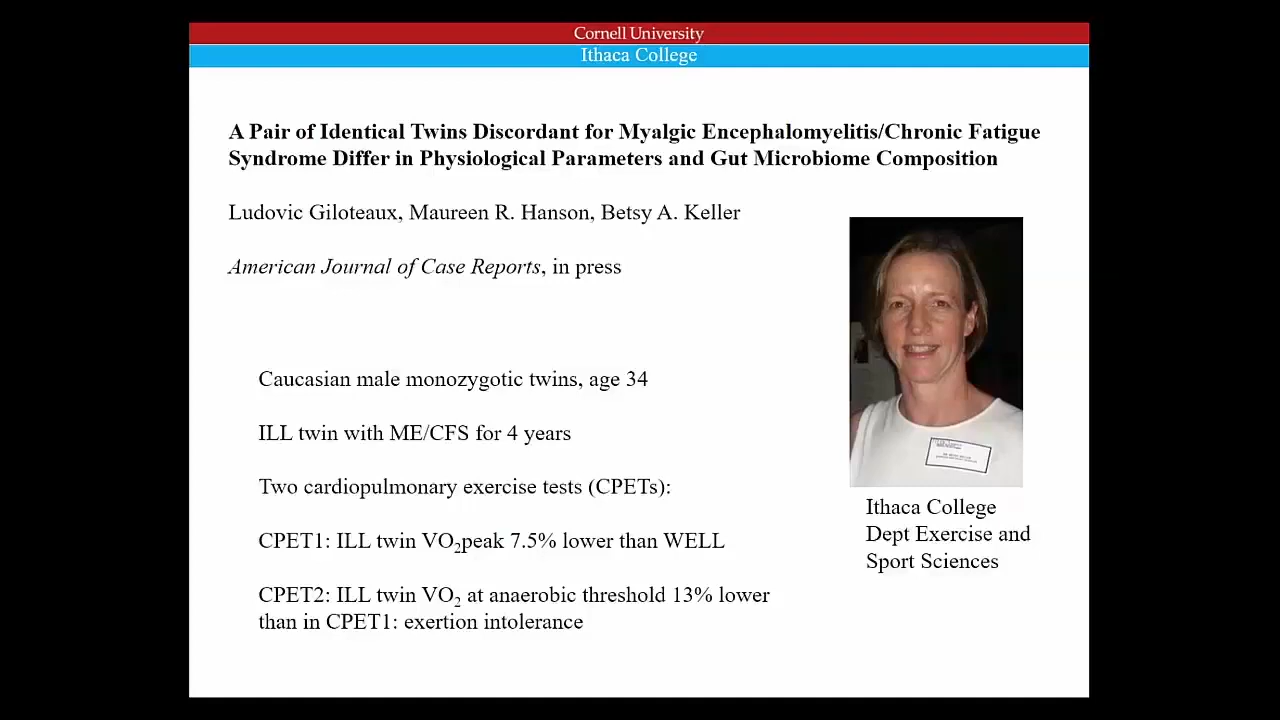 Cornell University
Ithaca College
A Pair of Identical Twins Discordant for Myalgic Encephalomyelitis/Chronic Fatigue
Syndrome Differ in Physiological Parameters and Gut Microbiome Composition
Ludovic Giloteaux, Maureen R. Hanson, Betsy A. Keller
American Journal of Case Reports, in press
Caucasian male monozygotic twins, age 34
ILL twin with ME/CFS for 4 years
Two cardiopulmonary exercise tests (CPETs):
CPET1: ILL twin VO₂peak 7.5% lower than WELL
CPET2: ILL twin VO₂ at anaerobic threshold 13% lower
than in CPET1: exertion intolerance
Ithaca College
Dept Exercise and
Sport Sciences